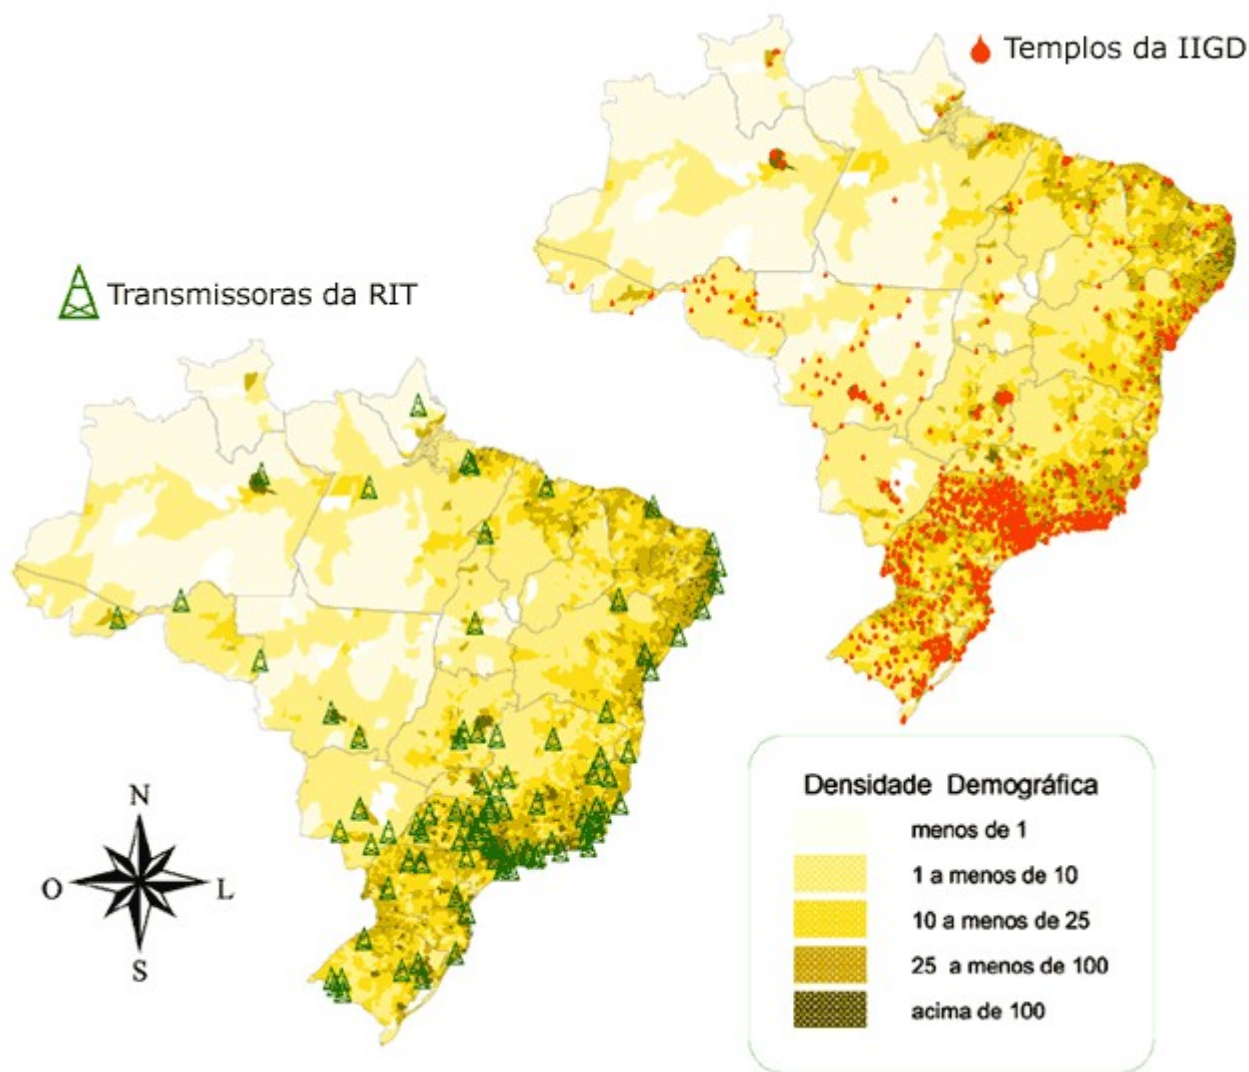 Templos da IIGD
Transmissoras da RIT
N
O
L
S
Densidade Demográfica
menos de 1
1 a menos de 10
10 a menos de 25
25 a menos de 100
acima de 100